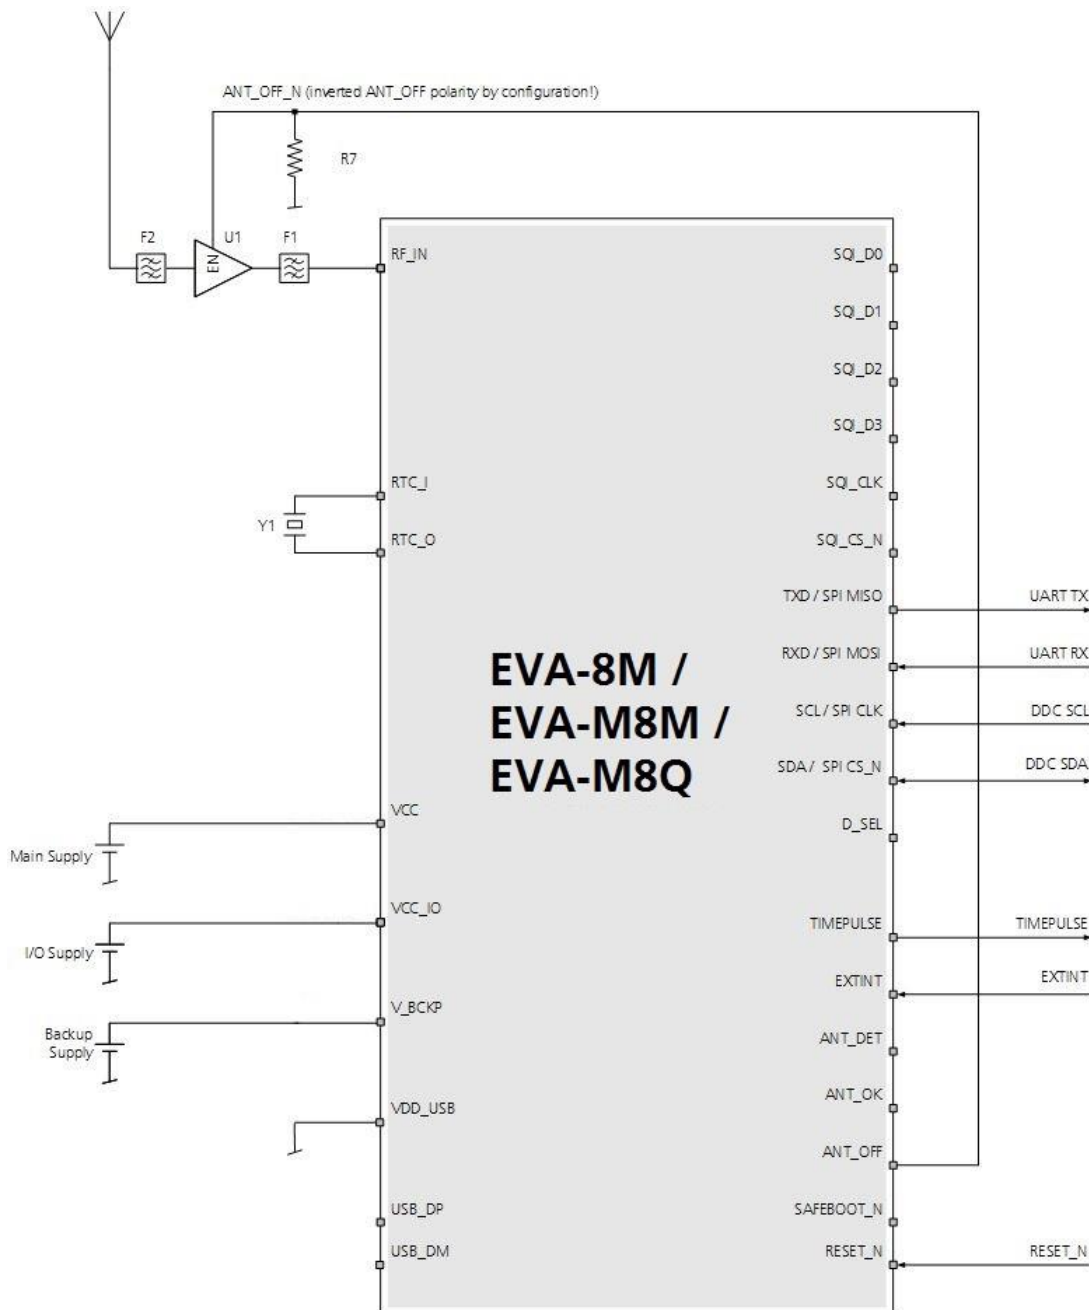 ANT_OFF_N (inverted ANT_OFF polarity by configuration!)
R7
F2
U1
F1
EN
RF_IN
SQI_D0
SQI_D1
SQI_D2
SQI_D3
RTC_I
SQI_CLK
Y1
RTC_O
SQI_CS_N
TXD / SPI MISO
UART TX
EVA-8M /
EVA-M8M /
EVA-M8Q
RXD / SPI MOSI
UART RX
SCL / SPI CLK
DDC SCL
SDA / SPI CS_N
DDC SDA
VCC
D_SEL
Main Supply
VCC_IO
TIMEPULSE
TIMEPULSE
I/O Supply
EXTINT
EXTINT
V_BCKP
Backup
Supply
ANT_DET
VDD_USB
ANT_OK
ANT_OFF
USB_DP
SAFEBOOT_N
USB_DM
RESET_N
RESET_N